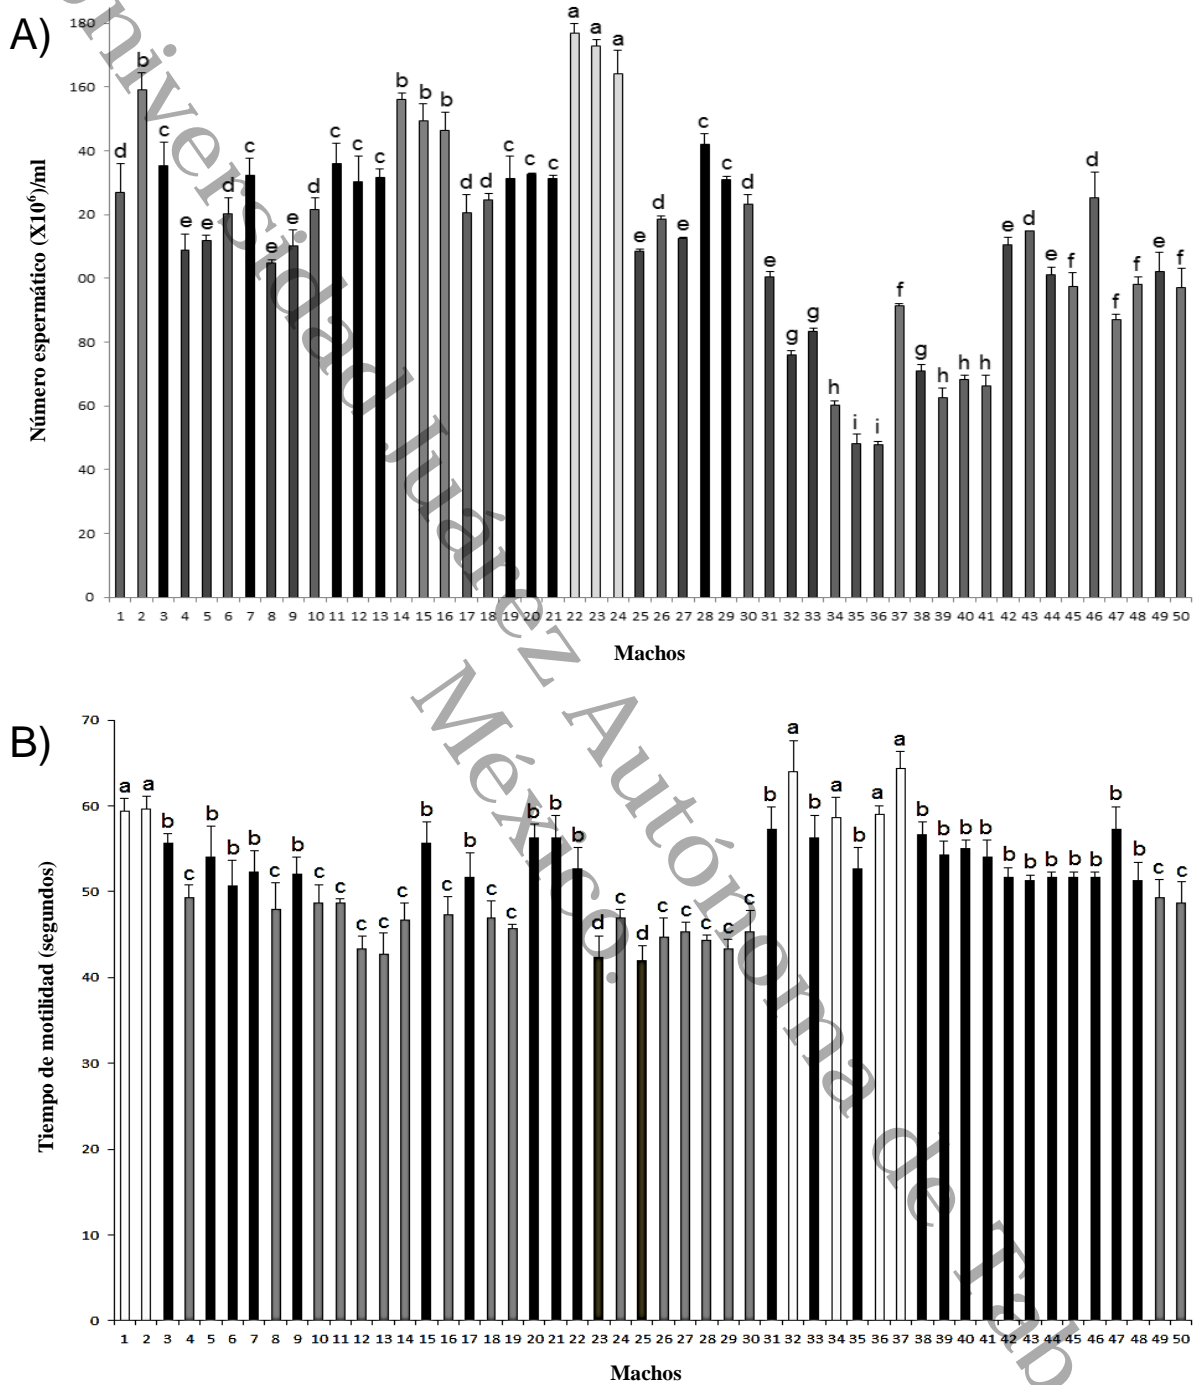 A)
Número espermático (X10⁶)/ml
180
160
40
20
00
80
60
40
20
0
d b c e e d c e e d c c c b b b d d c c c a a a e d e c c d e g g h i i f g h h h e d e f d f f e f
1 2 3 4 5 6 7 8 9 10 11 12 13 14 15 16 17 18 19 20 21 22 23 24 25 26 27 28 29 30 31 32 33 34 35 36 37 38 39 40 41 42 43 44 45 46 47 48 49 50
Machos
B)
Tiempo de motilidad (segundos)
70
60
50
40
30
20
10
0
a a b c b b b c b c c c c c b c b c c b b b d c d c c c c c b a b a b a a b b b b b b b b b b b c c
1 2 3 4 5 6 7 8 9 10 11 12 13 14 15 16 17 18 19 20 21 22 23 24 25 26 27 28 29 30 31 32 33 34 35 36 37 38 39 40 41 42 43 44 45 46 47 48 49 50
Machos
Universidad Juárez Autónoma de Tab
México.